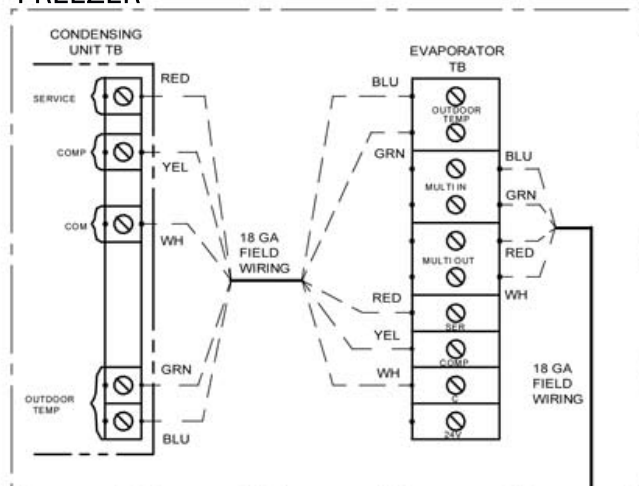 FREEZER
CONDENSING
UNIT TB
EVAPORATOR
TB
SERVICE
RED
COMP
YEL
COM
WH
18 GA
FIELD
WIRING
GRN
OUTDOOR
TEMP
BLU
BLU
OUTDOOR
TEMP
GRN
BLU
MULTI IN
GRN
MULTI OUT
RED
WH
RED
SER
YEL
COMP
WH
C
24V
18 GA
FIELD
WIRING